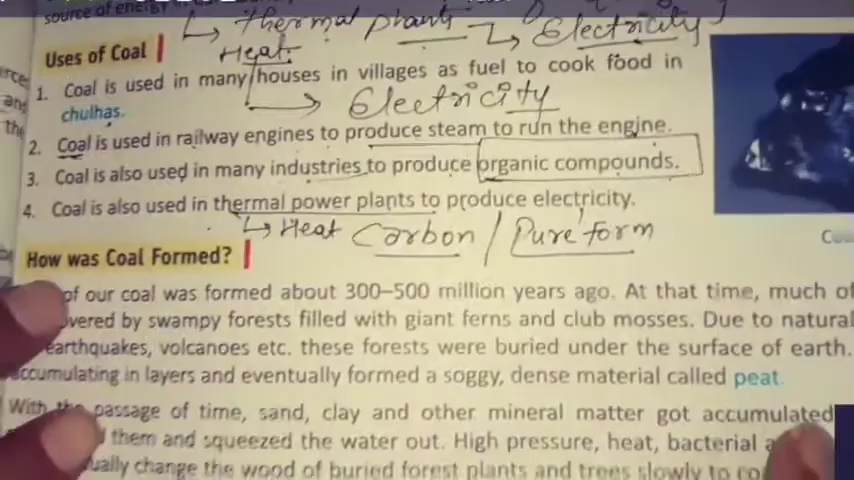 source of energy
↳ Thermal plants ↳ Electricity
Uses of Coal
Heat
1. Coal is used in many houses in villages as fuel to cook food in
chulhas.
→ Electricity
2. Coal is used in railway engines to produce steam to run the engine.
3. Coal is also used in many industries to produce organic compounds.
4. Coal is also used in thermal power plants to produce electricity.
↳ Heat Carbon / Pure form
How was Coal Formed?
of our coal was formed about 300–500 million years ago. At that time, much of
by swampy forests filled with giant ferns and club mosses. Due to natural
earthquakes, volcanoes etc. these forests were buried under the surface of earth.
accumulating in layers and eventually formed a soggy, dense material called peat.
With the passage of time, sand, clay and other mineral matter got accumulated
them and squeezed the water out. High pressure, heat, bacterial
change the wood of buried forest plants and trees slowly to